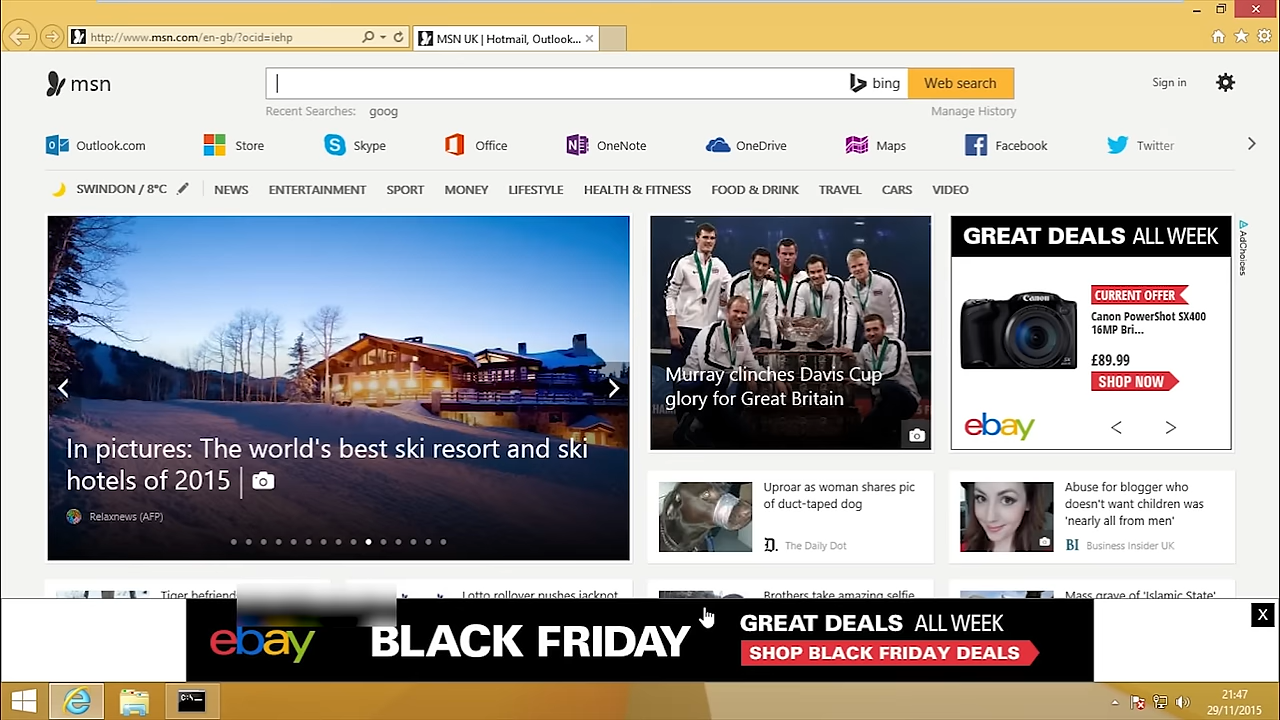 http://www.msn.com/en-gb/?ocid=iehp
MSN UK | Hotmail, Outlook...
msn
bing
Web search
Sign in
Recent Searches: goog
Manage History
Outlook.com
Store
Skype
Office
OneNote
OneDrive
Maps
Facebook
Twitter
SWINDON / 8°C
NEWS
ENTERTAINMENT
SPORT
MONEY
LIFESTYLE
HEALTH & FITNESS
FOOD & DRINK
TRAVEL
CARS
VIDEO
In pictures: The world's best ski resort and ski
hotels of 2015
Relaxnews (AFP)
Murray clinches Davis Cup
glory for Great Britain
GREAT DEALS ALL WEEK
AdChoices
CURRENT OFFER
Canon
Canon PowerShot SX400
16MP Bri...
£89.99
SHOP NOW
ebay
Uproar as woman shares pic
of duct-taped dog
D. The Daily Dot
Abuse for blogger who
doesn't want children was
'nearly all from men'
BI Business Insider UK
Tiger befriend
Lotto rollover pushes jackpot
Brothers take amazing selfie
Mass grave of 'Islamic State'
ebay
BLACK FRIDAY
GREAT DEALS ALL WEEK
SHOP BLACK FRIDAY DEALS
X
21:47
29/11/2015